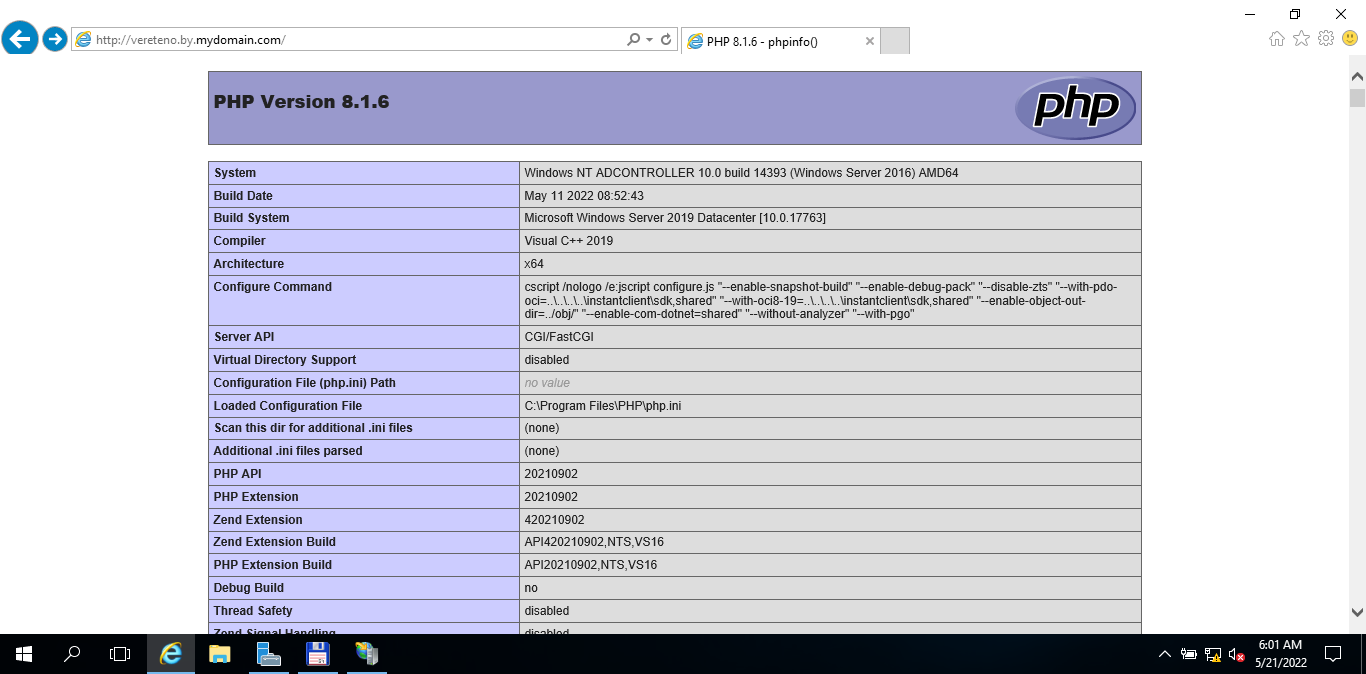 http://vereteno.by.mydomain.com/
PHP 8.1.6 - phpinfo()
PHP Version 8.1.6
php
System Windows NT ADCONTROLLER 10.0 build 14393 (Windows Server 2016) AMD64
Build Date May 11 2022 08:52:43
Build System Microsoft Windows Server 2019 Datacenter [10.0.17763]
Compiler Visual C++ 2019
Architecture x64
Configure Command cscript /nologo /e:jscript configure.js "--enable-snapshot-build" "--enable-debug-pack" "--disable-zts" "--with-pdo-
oci=..\..\..\..\instantclient\sdk,shared" "--with-oci8-19=..\..\..\..\instantclient\sdk,shared" "--enable-object-out-
dir=../obj/" "--enable-com-dotnet=shared" "--without-analyzer" "--with-pgo"
Server API CGI/FastCGI
Virtual Directory Support disabled
Configuration File (php.ini) Path no value
Loaded Configuration File C:\Program Files\PHP\php.ini
Scan this dir for additional .ini files (none)
Additional .ini files parsed (none)
PHP API 20210902
PHP Extension 20210902
Zend Extension 420210902
Zend Extension Build API420210902,NTS,VS16
PHP Extension Build API20210902,NTS,VS16
Debug Build no
Thread Safety disabled
Zend Signal Handling disabled
6:01 AM
5/21/2022